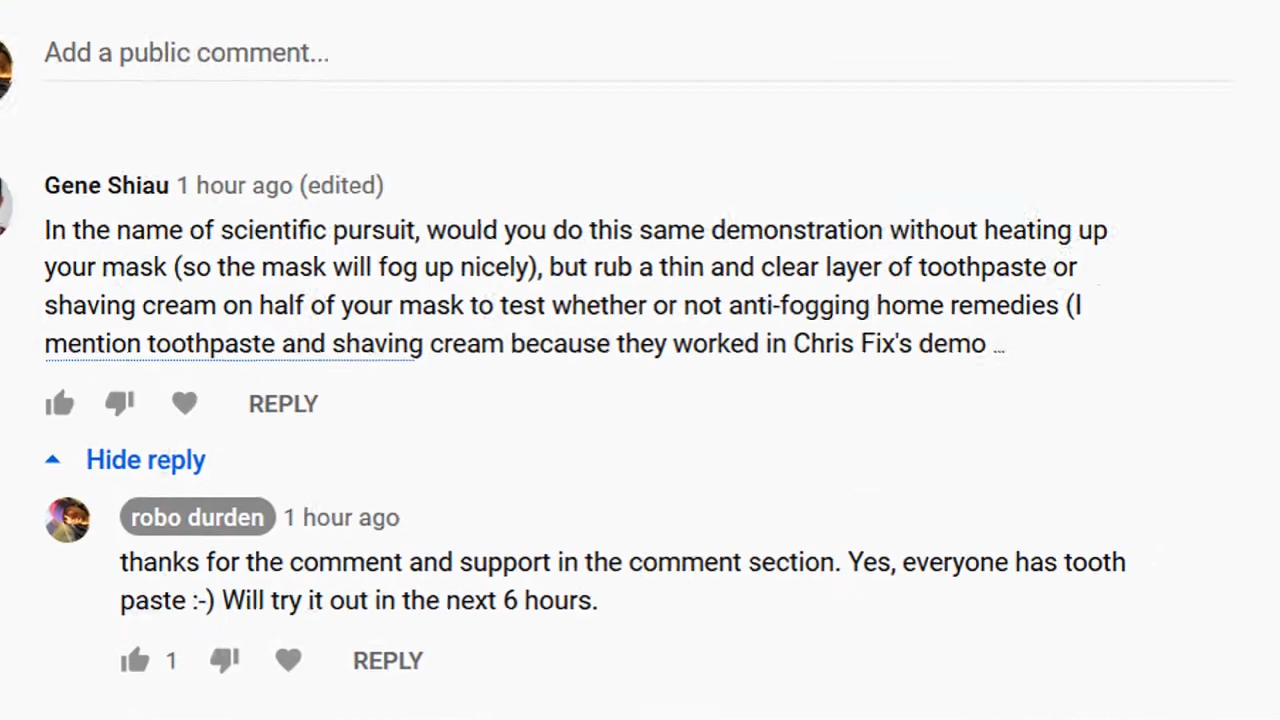 Add a public comment...
Gene Shiau 1 hour ago (edited)
In the name of scientific pursuit, would you do this same demonstration without heating up
your mask (so the mask will fog up nicely), but rub a thin and clear layer of toothpaste or
shaving cream on half of your mask to test whether or not anti-fogging home remedies (I
mention toothpaste and shaving cream because they worked in Chris Fix's demo ...
REPLY
Hide reply
robo durden 1 hour ago
thanks for the comment and support in the comment section. Yes, everyone has tooth
paste :-) Will try it out in the next 6 hours.
1 REPLY